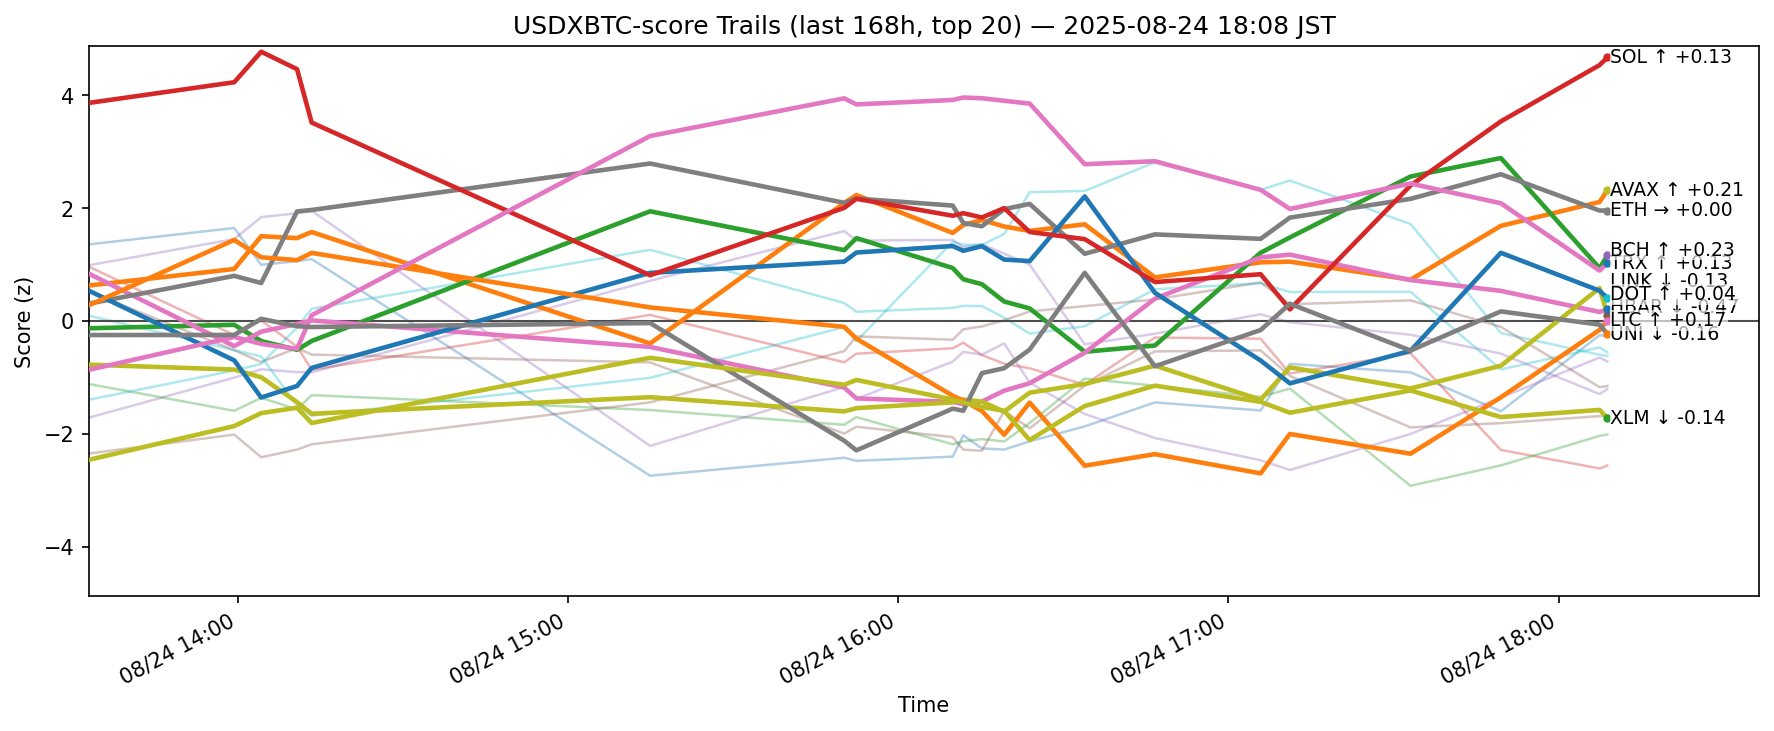 USDXBTC-score Trails (last 168h, top 20) — 2025-08-24 18:08 JST
Score (z)
4
2
0
−2
−4
SOL ↑ +0.13
AVAX ↑ +0.21
ETH → +0.00
BCH ↑ +0.23
TRX ↑ +0.13
LINK ↓ -0.13
DOT ↑ +0.04
HBAR ↓ -0.47
LTC ↑ +0.17
UNI ↓ -0.16
XLM ↓ -0.14
08/24 14:00
08/24 15:00
08/24 16:00
08/24 17:00
08/24 18:00
Time